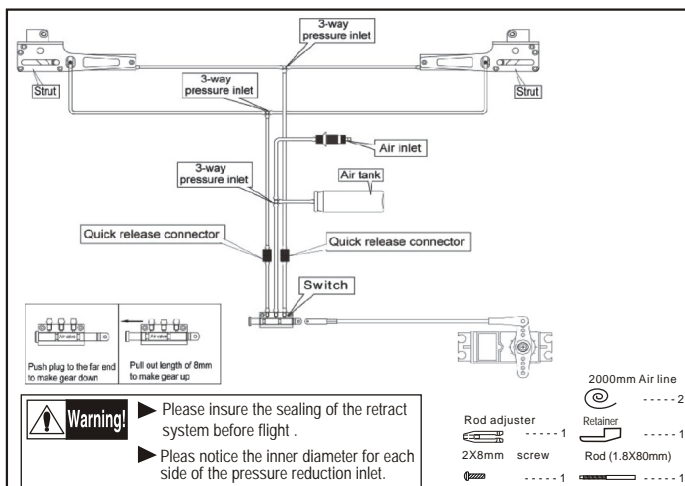 3-way
pressure inlet
Strut
Strut
3-way
pressure inlet
Air inlet
3-way
pressure inlet
Air tank
Quick release connector
Quick release connector
Switch
Air valve
Air valve
Push plug to the far end
to make gear down
Pull out length of 8mm
to make gear up
Warning!
Please insure the sealing of the retract
system before flight .
Pleas notice the inner diameter for each
side of the pressure reduction inlet.
2000mm Air line
----- 2
Rod adjuster
----- 1
Retainer
----- 1
2X8mm screw
----- 1
Rod (1.8X80mm)
----- 1